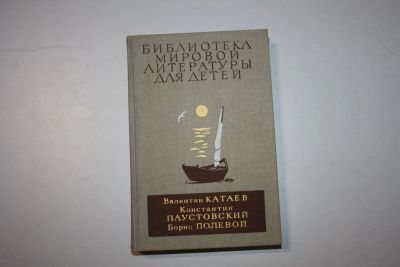 БИБЛИОТЕКА
МИРОВОЙ
ЛИТЕРАТУРЫ
ДЛЯ ДЕТЕЙ
Валентин КАТАЕВ
Константин
ПАУСТОВСКИЙ
Борис ПОЛЕВОЙ